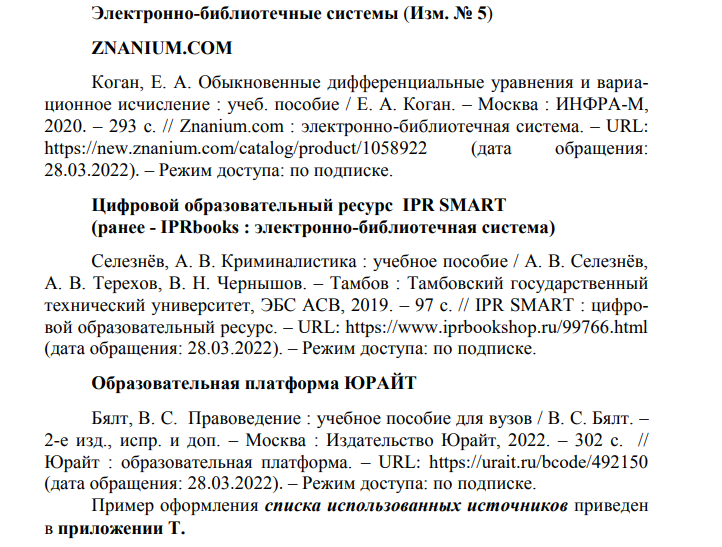 Электронно-библиотечные системы (Изм. № 5)
ZNANIUM.COM
Коган, Е. А. Обыкновенные дифференциальные уравнения и вариа-
ционное исчисление : учеб. пособие / Е. А. Коган. – Москва : ИНФРА-М,
2020. – 293 с. // Znanium.com : электронно-библиотечная система. – URL:
https://new.znanium.com/catalog/product/1058922 (дата обращения:
28.03.2022). – Режим доступа: по подписке.
Цифровой образовательный ресурс IPR SMART
(ранее - IPRbooks : электронно-библиотечная система)
Селезнёв, А. В. Криминалистика : учебное пособие / А. В. Селезнёв,
А. В. Терехов, В. Н. Чернышов. – Тамбов : Тамбовский государственный
технический университет, ЭБС АСВ, 2019. – 97 с. // IPR SMART : цифро-
вой образовательный ресурс. – URL: https://www.iprbookshop.ru/99766.html
(дата обращения: 28.03.2022). – Режим доступа: по подписке.
Образовательная платформа ЮРАЙТ
Бялт, В. С. Правоведение : учебное пособие для вузов / В. С. Бялт. –
2-е изд., испр. и доп. – Москва : Издательство Юрайт, 2022. – 302 с. //
Юрайт : образовательная платформа. – URL: https://urait.ru/bcode/492150
(дата обращения: 28.03.2022). – Режим доступа: по подписке.
Пример оформления списка использованных источников приведен
в приложении Т.